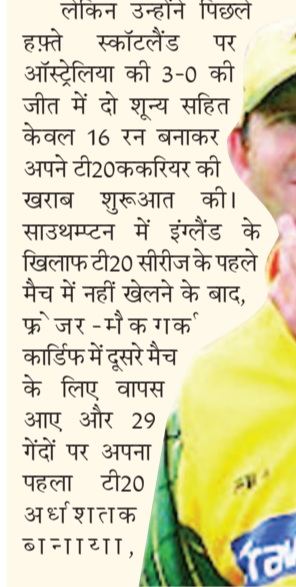 लेकिन उन्होंने पिछले
हफ़्ते स्कॉटलैंड पर
ऑस्ट्रेलिया की 3-0 की
जीत में दो शून्य सहित
केवल 16 रन बनाकर
अपने टी20ककरियर की
खराब शुरूआत की।
साउथम्प्टन में इंग्लैंड के
खिलाफ टी20 सीरीज के पहले
मैच में नहीं खेलने के बाद,
फ्रेजर-मैकगर्क
कार्डिफ में दूसरे मैच
के लिए वापस
आए और 29
गेंदों पर अपना
पहला टी20
अर्धशतक
बानाया,